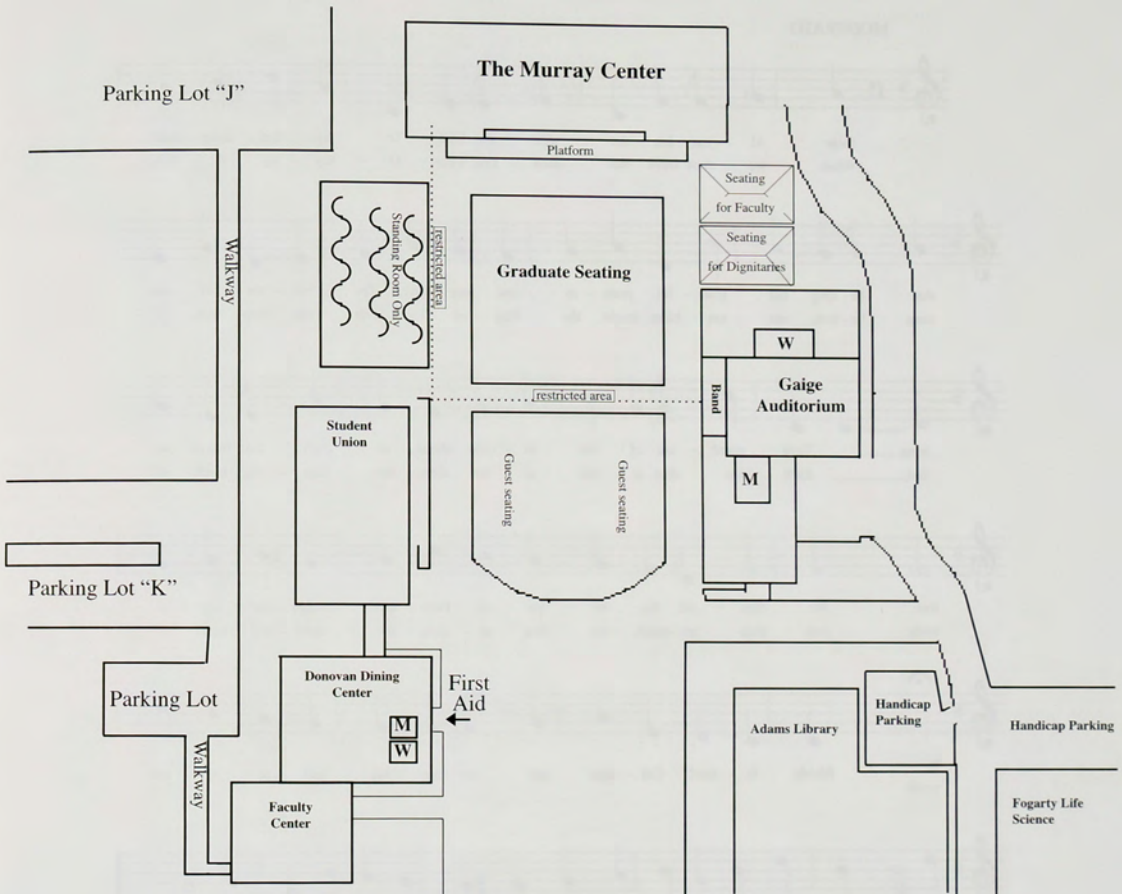 The Murray Center
Parking Lot “J”
Platform
Seating
for Faculty
Seating
for Dignitaries
Walkway
Standing Room Only
restricted area
Graduate Seating
W
Gaige
Auditorium
Band
restricted area
Student
Union
Guest seating
Guest seating
M
Parking Lot “K”
Donovan Dining
Center
First
Aid
Parking Lot
M
W
Handicap
Parking
Adams Library
Handicap Parking
Walkway
Faculty
Center
Fogarty Life
Science